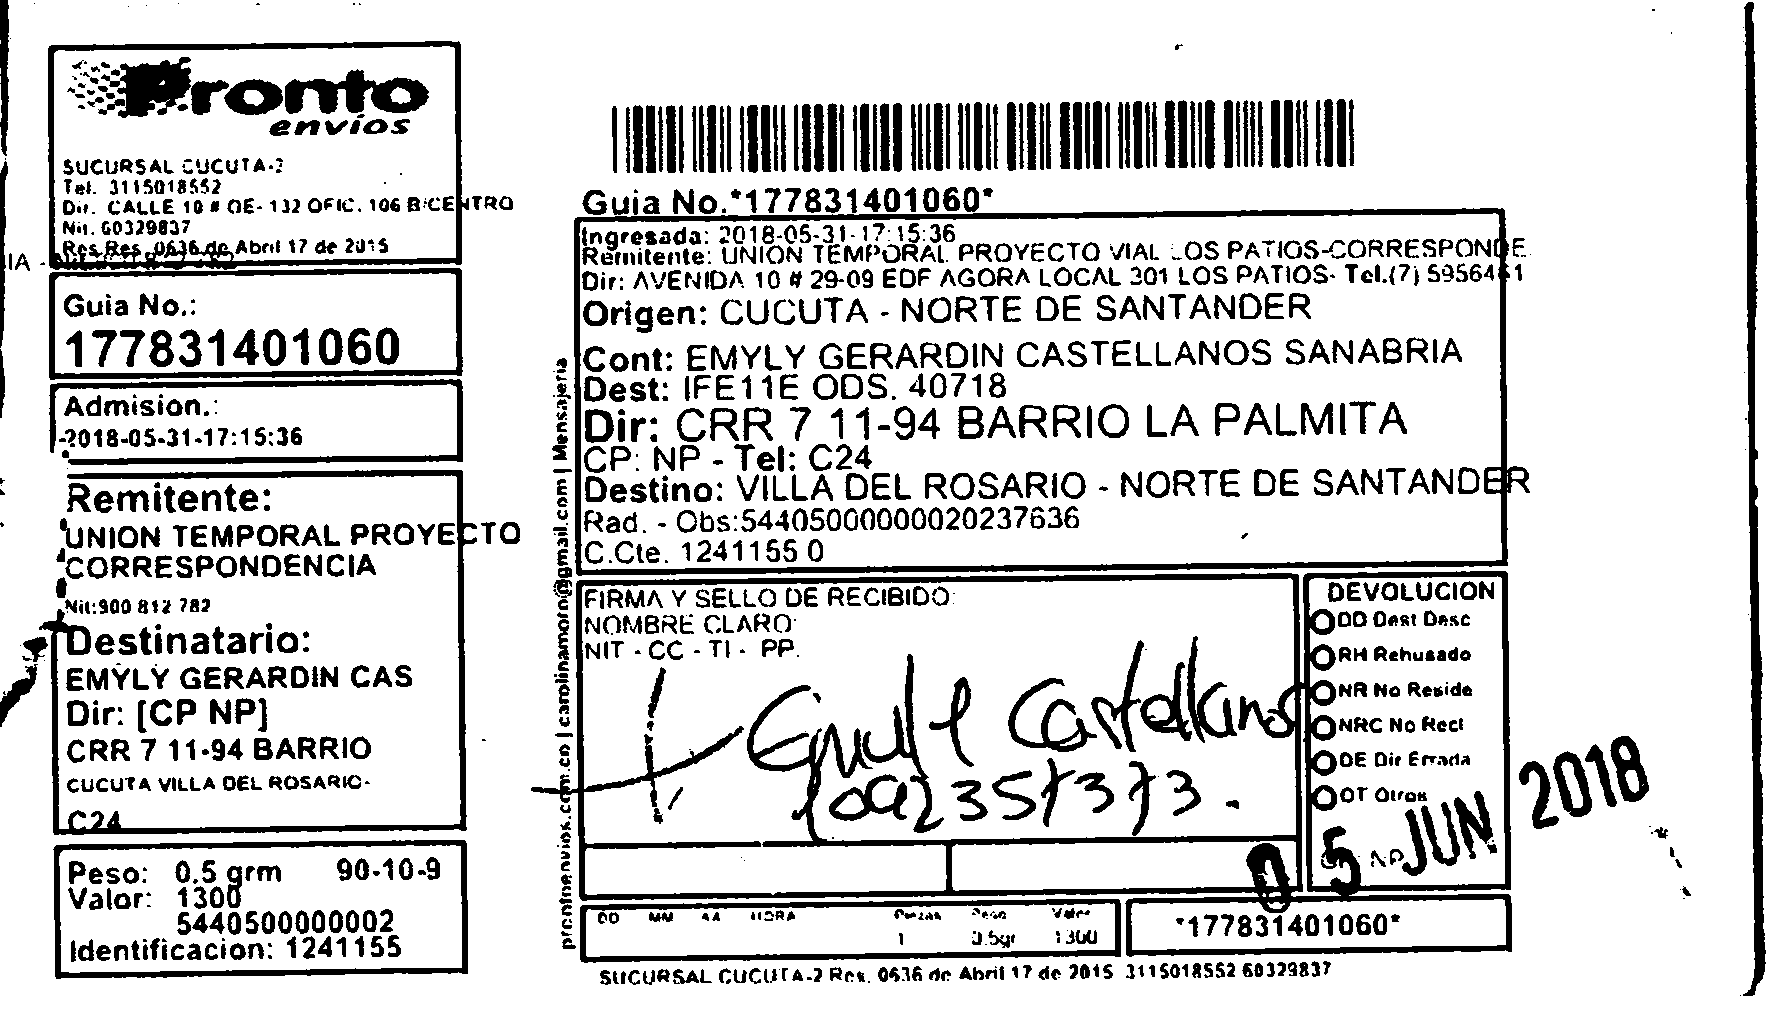 Pronto
envios
SUCURSAL CUCUTA-2
Tel. 3115018552
Dir. CALLE 10 # OE- 132 OFIC. 106 B/CENTRO
Nit. 60329837
Res.Res. 0636 de Abril 17 de 2015
Guia No.:
177831401060
Admision.:
2018-05-31-17:15:36
Remitente:
UNION TEMPORAL PROYECTO
CORRESPONDENCIA
Nit:900 812 782
Destinatario:
EMYLY GERARDIN CAS
Dir: [CP NP]
CRR 7 11-94 BARRIO
CUCUTA VILLA DEL ROSARIO-
C24
Peso: 0.5 grm 90-10-9
Valor: 1300
5440500000002
Identificacion: 1241155
prontoenvios.com.co | carolinamoro@gmail.com | Mensajeria
Guia No.*177831401060*
Ingresada: 2018-05-31-17:15:36
Remitente: UNION TEMPORAL PROYECTO VIAL LOS PATIOS-CORRESPONDE
Dir: AVENIDA 10 # 29-09 EDF AGORA LOCAL 301 LOS PATIOS- Tel.(7) 5956461
Origen: CUCUTA - NORTE DE SANTANDER
Cont: EMYLY GERARDIN CASTELLANOS SANABRIA
Dest: IFE11E ODS. 40718
Dir: CRR 7 11-94 BARRIO LA PALMITA
CP: NP - Tel: C24
Destino: VILLA DEL ROSARIO - NORTE DE SANTANDER
Rad. - Obs:54405000000020237636
C.Cte. 1241155 0
FIRMA Y SELLO DE RECIBIDO:
NOMBRE CLARO:
NIT - CC - TI - PP.
Castellanos
DEVOLUCION
DD Dest Desc
RH Rehusado
NR No Reside
NRC No Recl
DE Dir Errada
OT Otros
05 JUN 2018
DD MM AA HORA Piezas Peso Valor
1 0.5gr 1300
*177831401060*
SUCURSAL CUCUTA-2 Res. 0636 de Abril 17 de 2015 3115018552 60329837